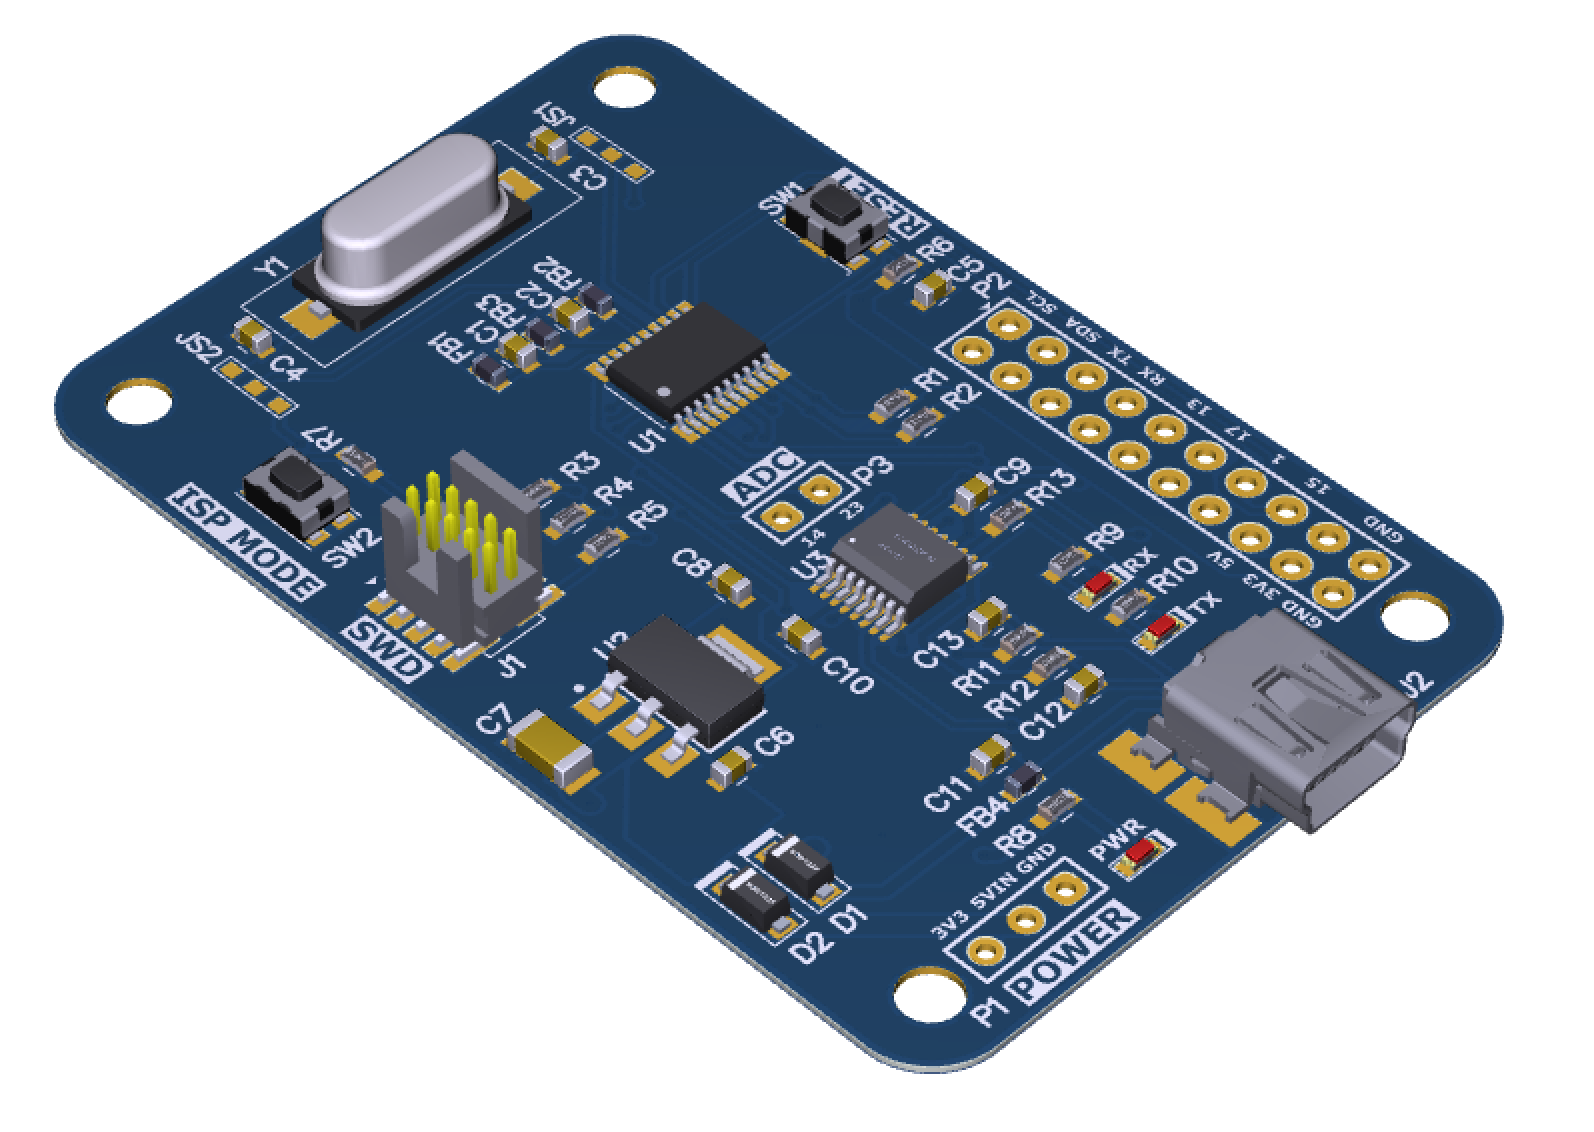 JS1
C3
Y1
SW1
RESET
R6
C5
P2
SCL
SDA
TX
RX
13
17
1
15
GND
5V
3V3
GND
FB2
C2
FB3
C1
FB1
JS2
C4
U1
R1
R2
R7
ISP MODE
SW2
R3
R4
R5
SWD
J1
ADC
P3
14
23
U3
C9
R13
R9
RX
R10
TX
C8
C10
C13
R11
R12
C12
J2
C7
C6
C11
FB4
R8
PWR
3V3 5VIN GND
P1
POWER
D1
D2